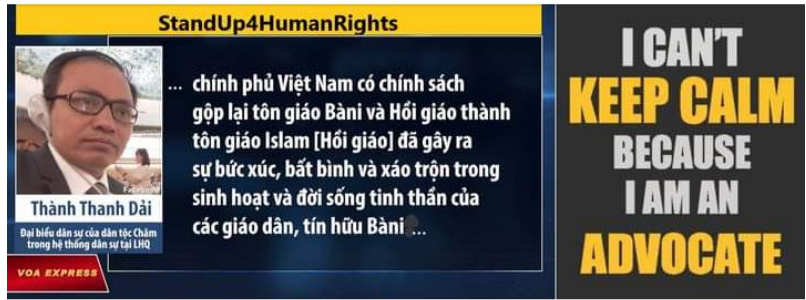 StandUp4HumanRights
... chính phủ Việt Nam có chính sách
gộp lại tôn giáo Bàni và Hồi giáo thành
tôn giáo Islam [Hồi giáo] đã gây ra
sự bức xúc, bất bình và xáo trộn trong
sinh hoạt và đời sống tinh thần của
các giáo dân, tín hữu Bàni ...
Facebook
Thành Thanh Dải
Đại biểu dân sự của dân tộc Chăm
trong hệ thống dân sự tại LHQ
VOA EXPRESS
I CAN'T
KEEP CALM
BECAUSE
I AM AN
ADVOCATE